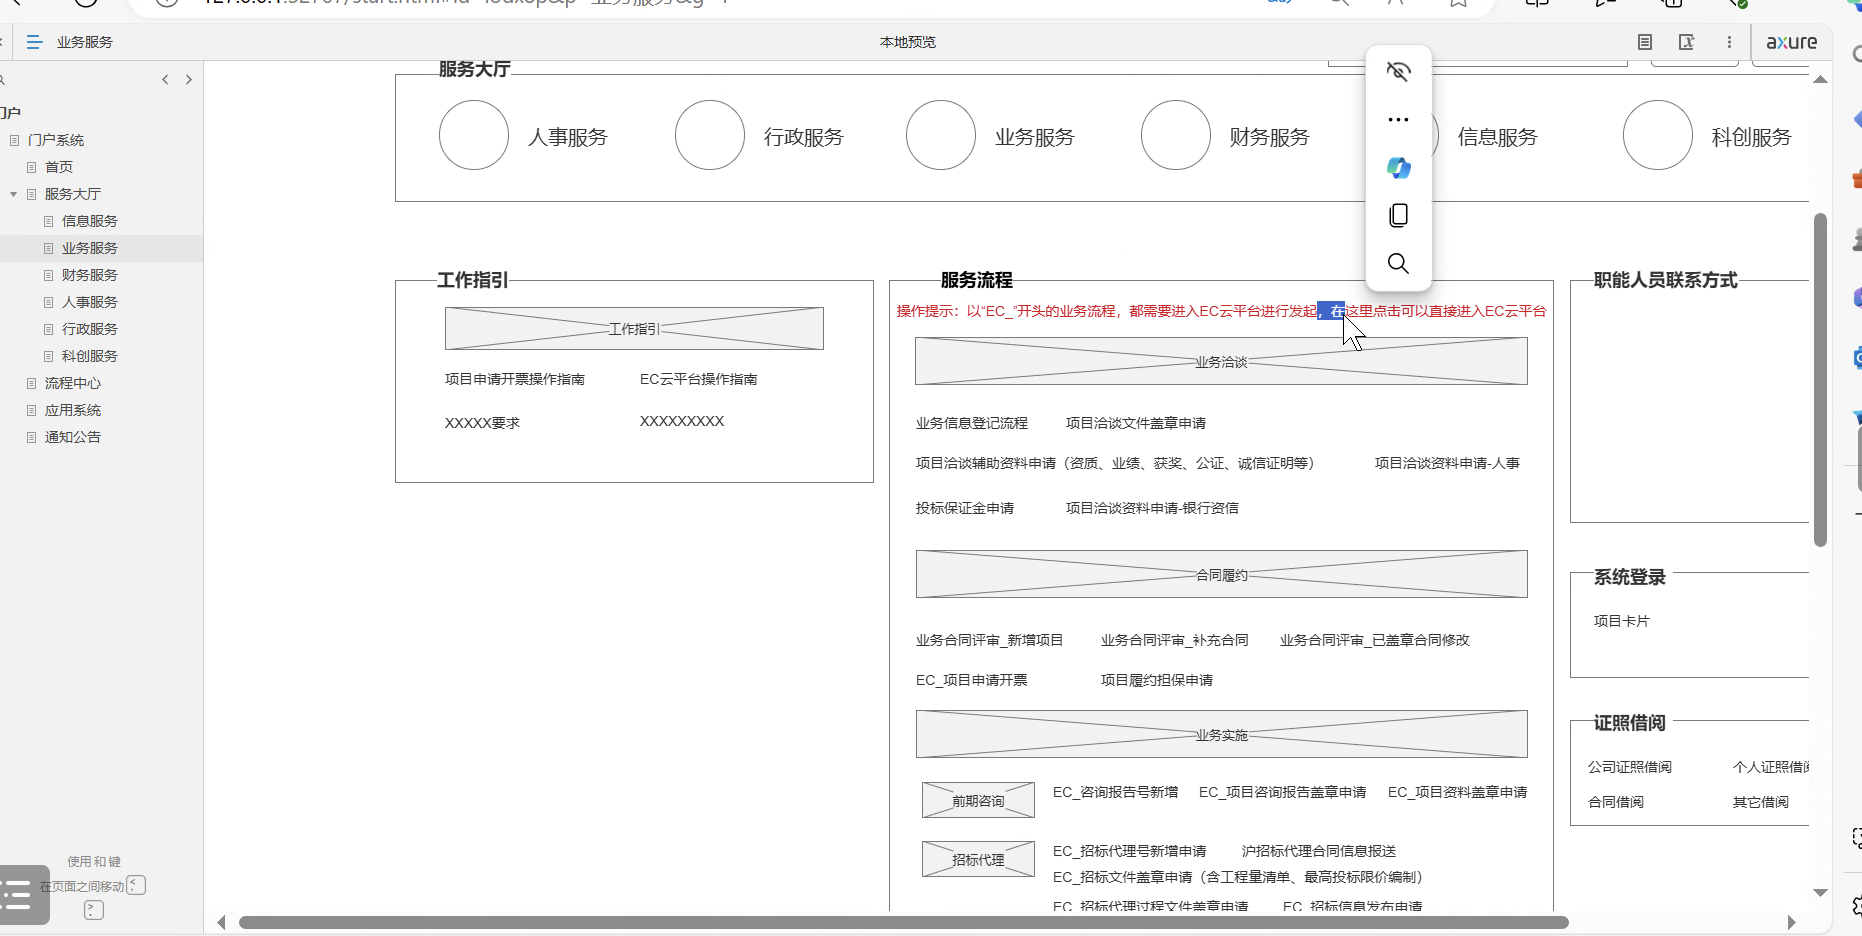 业务服务
本地预览
axure
门户系统
首页
服务大厅
信息服务
业务服务
财务服务
人事服务
行政服务
科创服务
流程中心
应用系统
通知公告
使用 和 键
在页面之间移动
服务大厅
人事服务
行政服务
业务服务
财务服务
信息服务
科创服务
工作指引
工作指引
项目申请开票操作指南
EC云平台操作指南
XXXXX要求
XXXXXXXXX
服务流程
操作提示：以“EC_”开头的业务流程，都需要进入EC云平台进行发起，在这里点击可以直接进入EC云平台
业务洽谈
业务信息登记流程
项目洽谈文件盖章申请
项目洽谈辅助资料申请（资质、业绩、获奖、公证、诚信证明等）
项目洽谈资料申请-人事
投标保证金申请
项目洽谈资料申请-银行资信
合同履约
业务合同评审_新增项目
业务合同评审_补充合同
业务合同评审_已盖章合同修改
EC_项目申请开票
项目履约担保申请
业务实施
前期咨询
EC_咨询报告号新增
EC_项目咨询报告盖章申请
EC_项目资料盖章申请
招标代理
EC_招标代理号新增申请
沪招标代理合同信息报送
EC_招标文件盖章申请（含工程量清单、最高投标限价编制）
EC_招标代理过程文件盖章申请
EC_招标信息发布申请
职能人员联系方式
系统登录
项目卡片
证照借阅
公司证照借阅
个人证照借阅
合同借阅
其它借阅